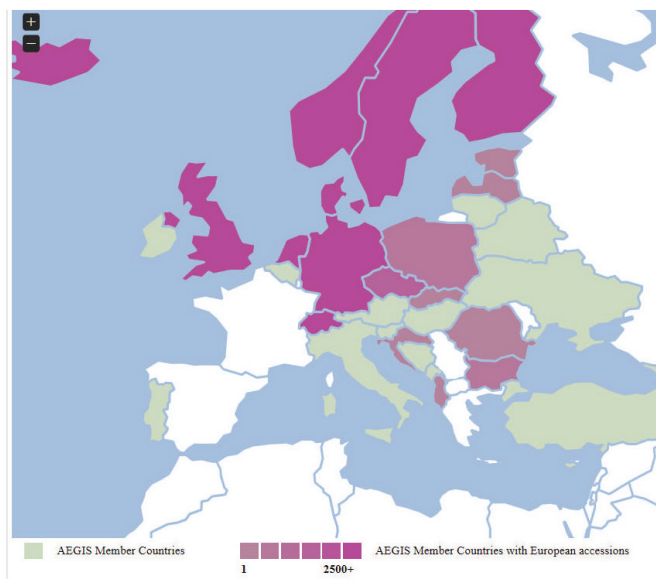 +
−
AEGIS Member Countries
AEGIS Member Countries with European accessions
1 2500+